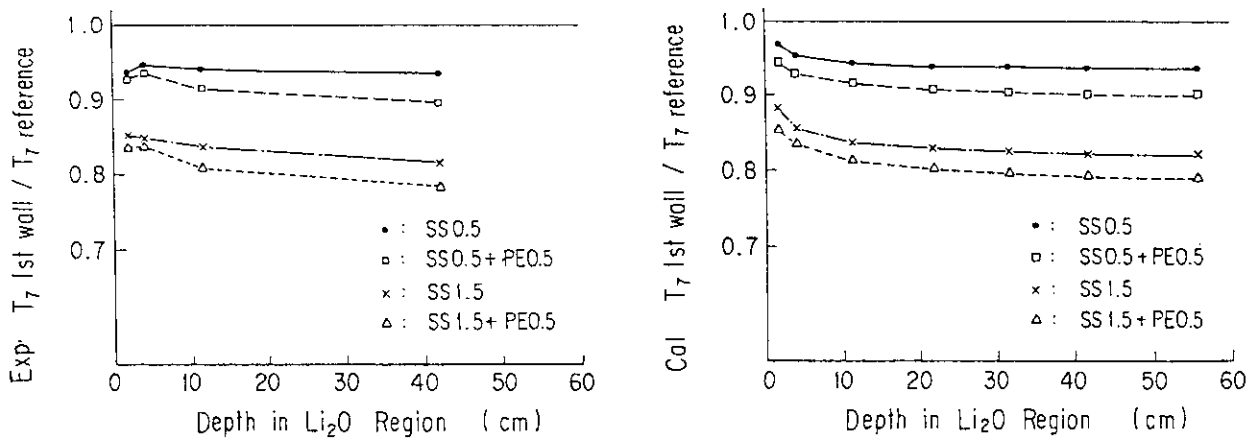 Exp. T₇ 1st wall / T₇ reference
1.0
0.9
0.8
0.7
● : SS0.5
□ : SS0.5+PE0.5
× : SS1.5
△ : SS1.5+PE0.5
0 10 20 30 40 50 60
Depth in Li₂O Region (cm)
Cal T₇ 1st wall / T₇ reference
1.0
0.9
0.8
0.7
● : SS0.5
□ : SS0.5+PE0.5
× : SS1.5
△ : SS1.5+PE0.5
0 10 20 30 40 50 60
Depth in Li₂O Region (cm)